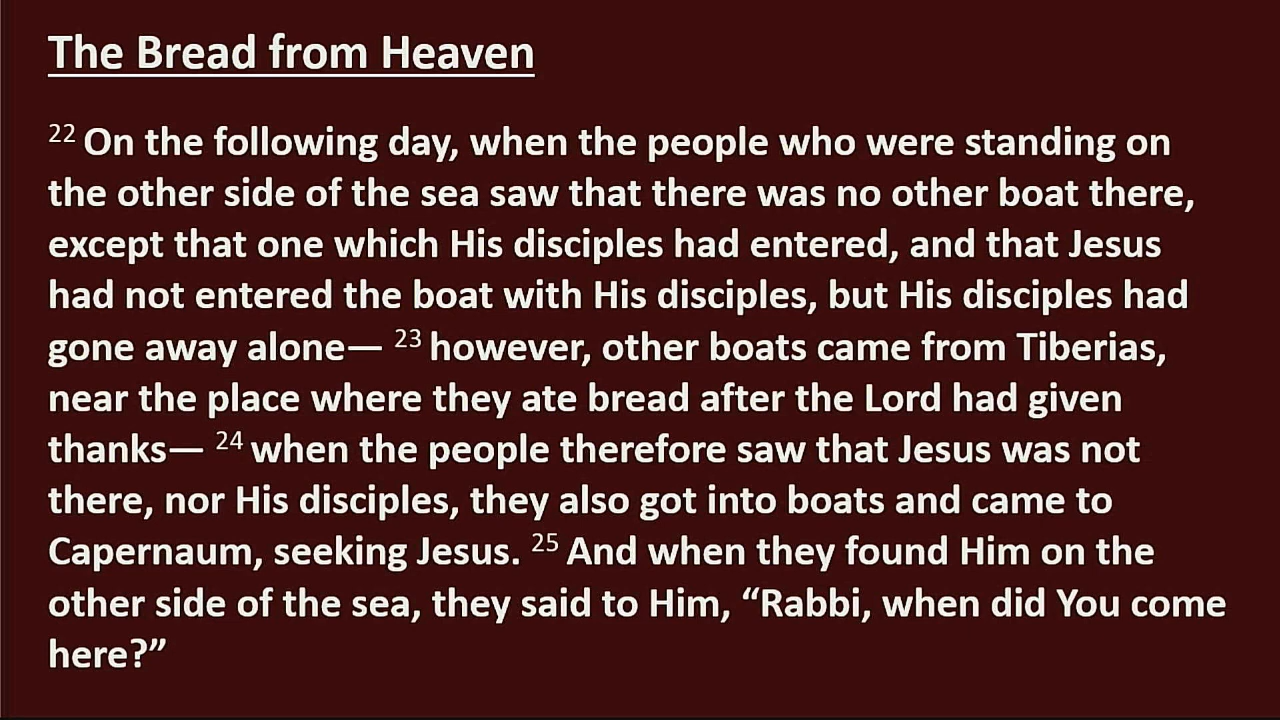 The Bread from Heaven
22 On the following day, when the people who were standing on
the other side of the sea saw that there was no other boat there,
except that one which His disciples had entered, and that Jesus
had not entered the boat with His disciples, but His disciples had
gone away alone— 23 however, other boats came from Tiberias,
near the place where they ate bread after the Lord had given
thanks— 24 when the people therefore saw that Jesus was not
there, nor His disciples, they also got into boats and came to
Capernaum, seeking Jesus. 25 And when they found Him on the
other side of the sea, they said to Him, “Rabbi, when did You come
here?”